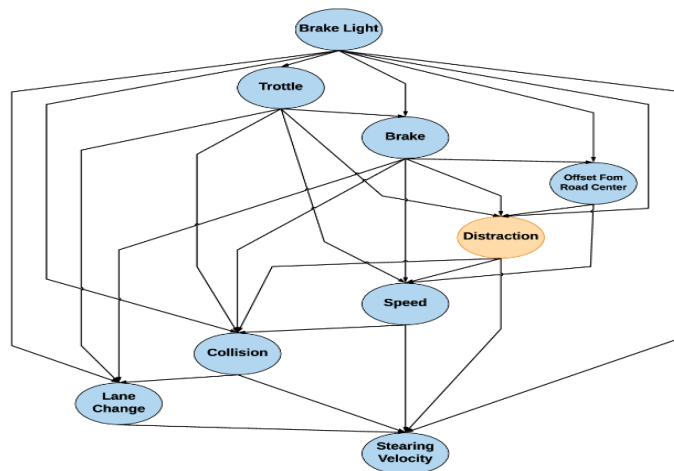 Brake Light
Trottle
Brake
Offset Fom
Road Center
Distraction
Speed
Collision
Lane
Change
Stearing
Velocity